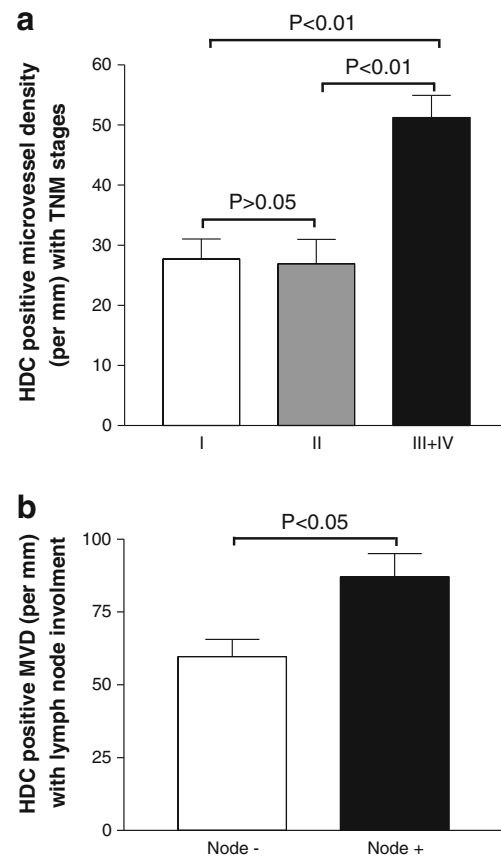 a
P<0.01
P<0.01
P>0.05
HDC positive microvessel density
(per mm) with TNM stages
60
50
40
30
20
10
0
I
II
III+IV
b
P<0.05
HDC positive MVD (per mm)
with lymph node involment
100
75
50
25
0
Node -
Node +